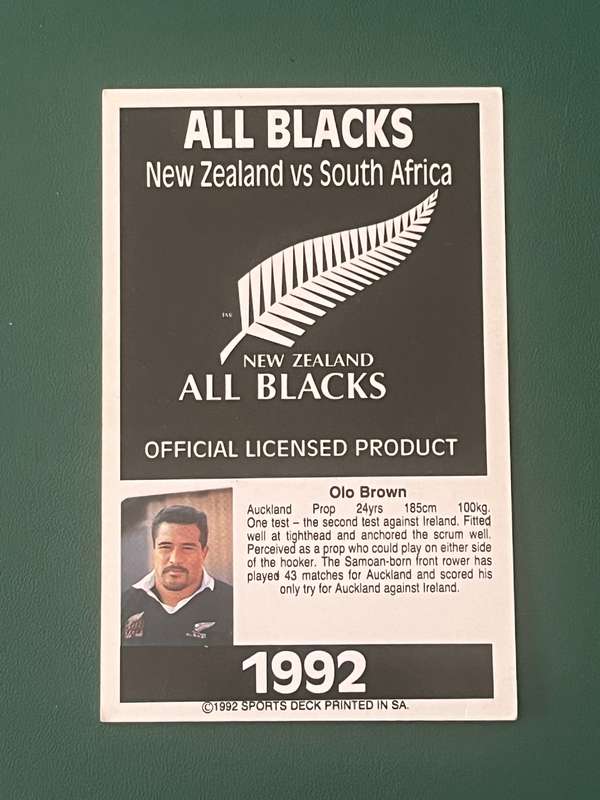 ALL BLACKS
New Zealand vs South Africa
TM
NEW ZEALAND
ALL BLACKS
OFFICIAL LICENSED PRODUCT
Olo Brown
Auckland Prop 24yrs 185cm 100kg.
One test – the second test against Ireland. Fitted
well at tighthead and anchored the scrum well.
Perceived as a prop who could play on either side
of the hooker. The Samoan-born front rower has
played 43 matches for Auckland and scored his
only try for Auckland against Ireland.
1992
©1992 SPORTS DECK PRINTED IN SA.